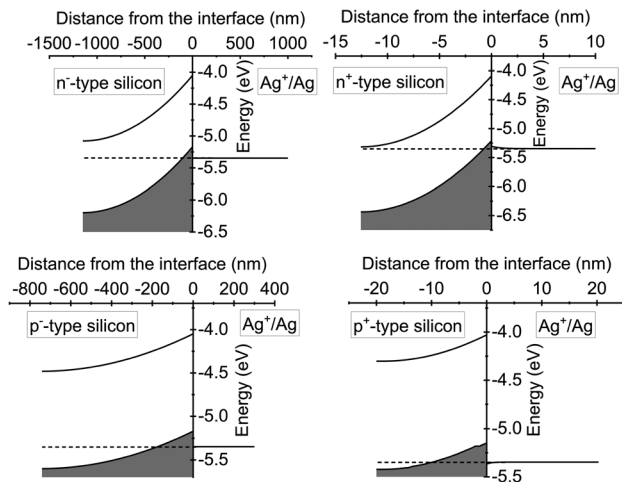 Distance from the interface (nm)
-1500 -1000 -500 0 500 1000
n⁻-type silicon
Ag⁺/Ag
Energy (eV)
-4.0
-4.5
-5.0
-5.5
-6.0
-6.5
Distance from the interface (nm)
-15 -10 -5 0 5 10
n⁺-type silicon
Ag⁺/Ag
Energy (eV)
-4.0
-4.5
-5.0
-5.5
-6.0
-6.5
Distance from the interface (nm)
-800 -600 -400 -200 0 200 400
p⁻-type silicon
Ag⁺/Ag
Energy (eV)
-4.0
-4.5
-5.0
-5.5
Distance from the interface (nm)
-20 -10 0 10 20
p⁺-type silicon
Ag⁺/Ag
Energy (eV)
-4.0
-4.5
-5.0
-5.5